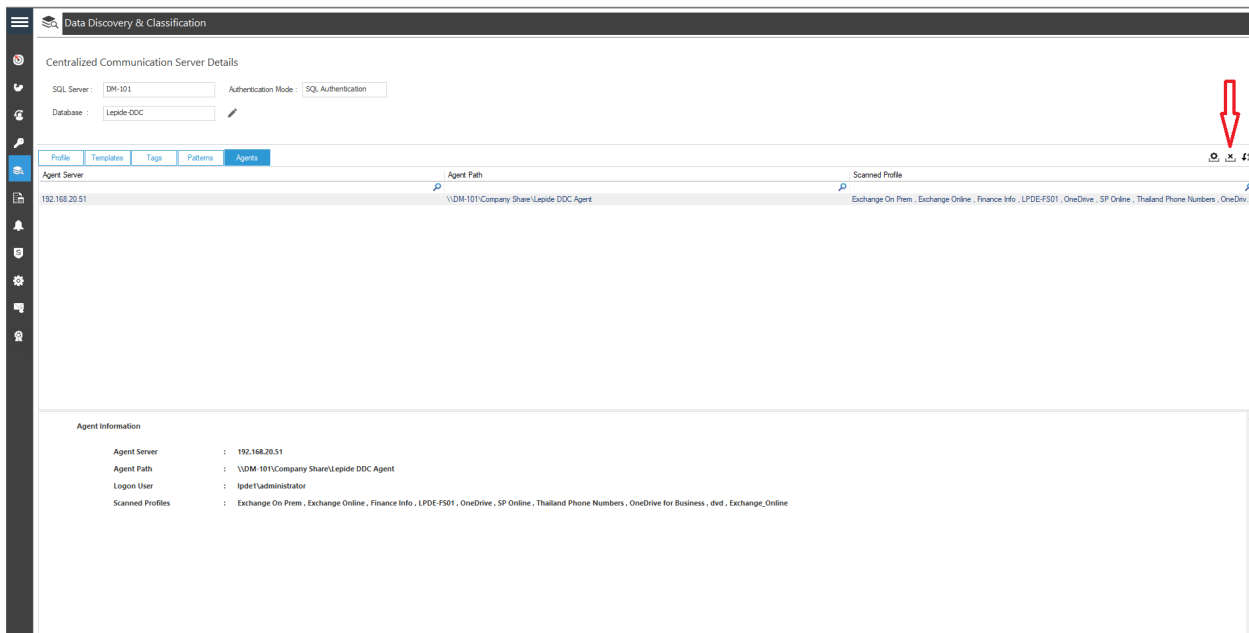 Data Discovery & Classification
Centralized Communication Server Details
SQL Server : DM-101 Authentication Mode : SQL Authentication
Database : Lepide-DDC
Profile Templates Tags Patterns Agents
Agent Server Agent Path Scanned Profile
192.168.20.51 \\DM-101\Company Share\Lepide DDC Agent Exchange On Prem , Exchange Online , Finance Info , LPDE-FS01 , OneDrive , SP Online , Thailand Phone Numbers , OneDriv...
Agent Information
Agent Server : 192.168.20.51
Agent Path : \\DM-101\Company Share\Lepide DDC Agent
Logon User : lpde1\administrator
Scanned Profiles : Exchange On Prem , Exchange Online , Finance Info , LPDE-FS01 , OneDrive , SP Online , Thailand Phone Numbers , OneDrive for Business , dvd , Exchange_Online